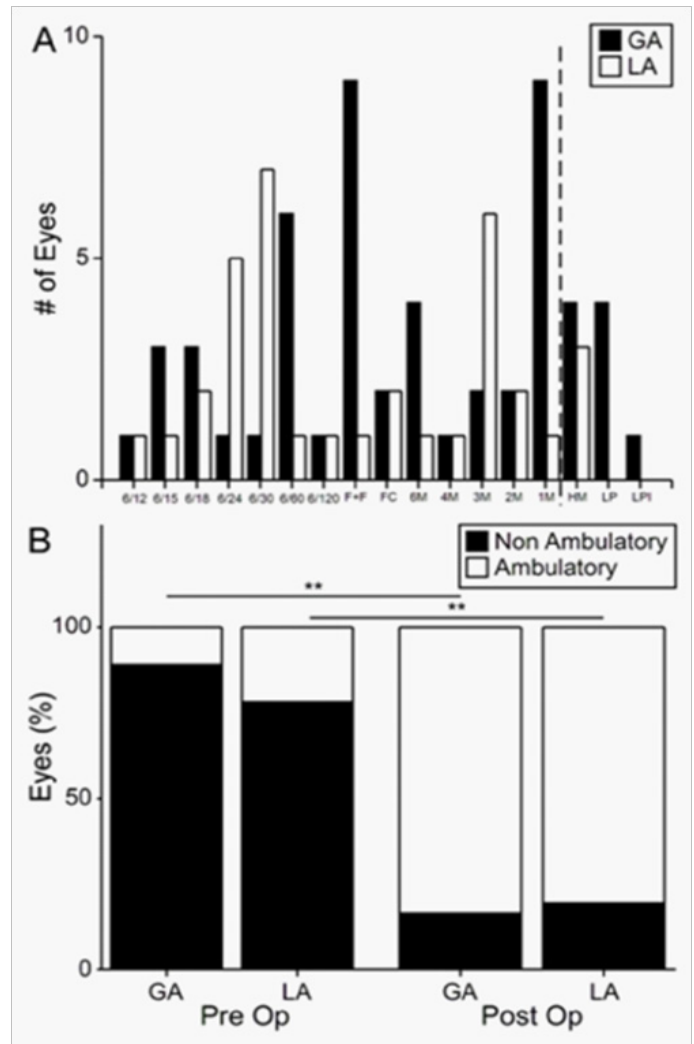 A
10
GA
LA
# of Eyes
5
0
6/12 6/15 6/18 6/24 6/30 6/60 6/120 F+F FC 6M 4M 3M 2M 1M HM LP LPI
B
Non Ambulatory
Ambulatory
**
**
100
Eyes (%)
50
0
GA LA GA LA
Pre Op Post Op